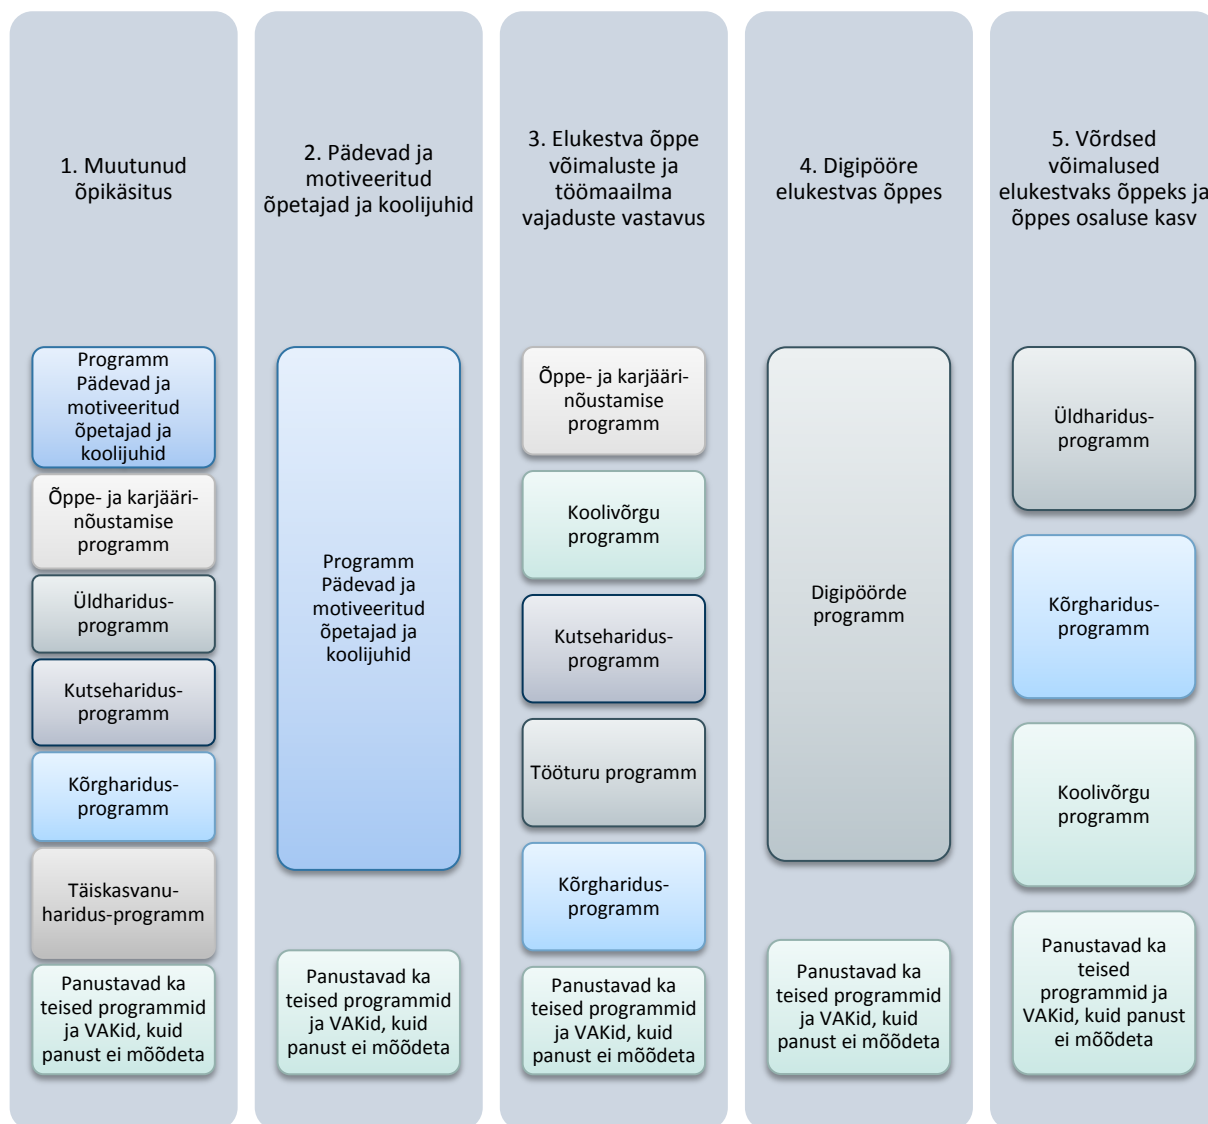 1. Muutunud
õpikäsitus
Programm
Pädevad ja
motiveeritud
õpetajad ja
koolijuhid
Õppe- ja karjääri-
nõustamise
programm
Üldharidus-
programm
Kutseharidus-
programm
Kõrgharidus-
programm
Täiskasvanu-
haridus-programm
Panustavad ka
teised programmid
ja VAKid, kuid
panust ei mõõdeta
2. Pädevad ja
motiveeritud
õpetajad ja koolijuhid
Programm
Pädevad ja
motiveeritud
õpetajad ja
koolijuhid
Panustavad ka
teised programmid
ja VAKid, kuid
panust ei mõõdeta
3. Elukestva õppe
võimaluste ja
töömaailma
vajaduste vastavus
Õppe- ja karjääri-
nõustamise
programm
Koolivõrgu
programm
Kutseharidus-
programm
Tööturu programm
Kõrgharidus-
programm
Panustavad ka
teised programmid
ja VAKid, kuid
panust ei mõõdeta
4. Digipööre
elukestvas õppes
Digipöörde
programm
Panustavad ka
teised programmid
ja VAKid, kuid
panust ei mõõdeta
5. Võrdsed
võimalused
elukestvaks õppeks ja
õppes osaluse kasv
Üldharidus-
programm
Kõrgharidus-
programm
Koolivõrgu
programm
Panustavad ka
teised
programmid ja
VAKid, kuid panust
ei mõõdeta